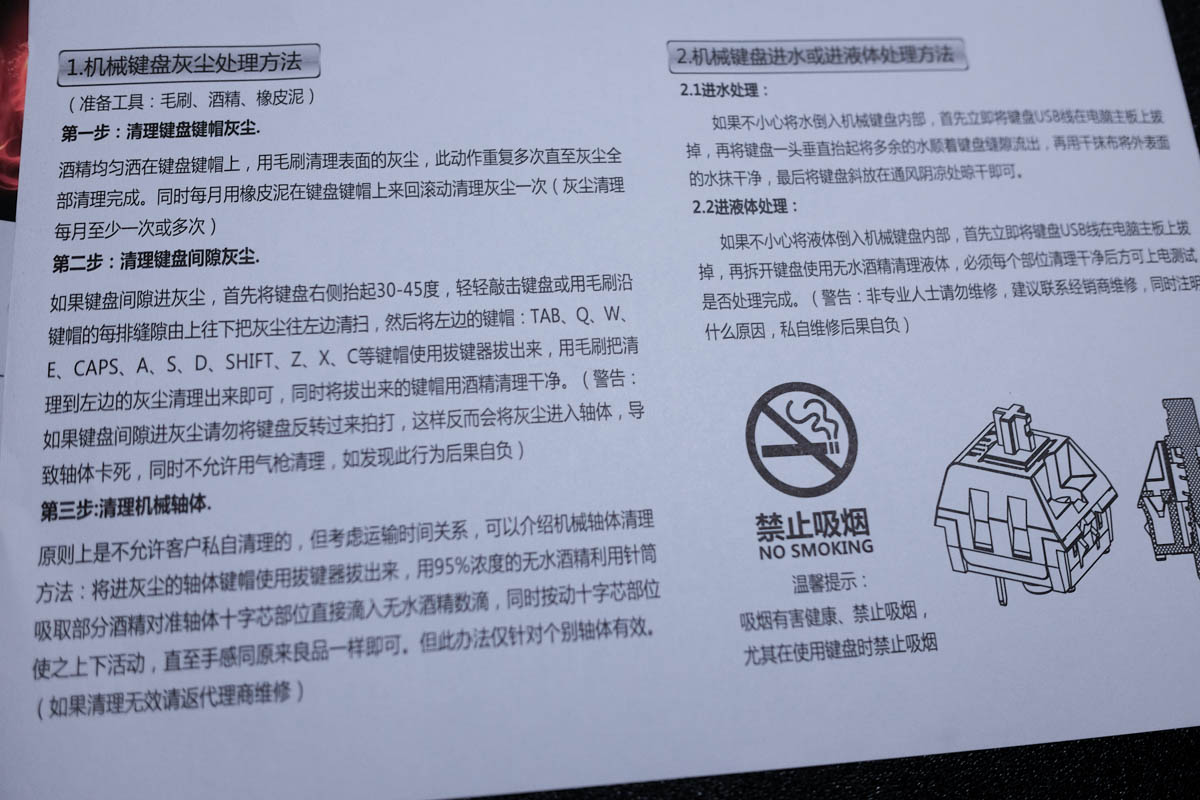 1.机械键盘灰尘处理方法
（准备工具：毛刷、酒精、橡皮泥）
第一步：清理键盘键帽灰尘.
酒精均匀洒在键盘键帽上，用毛刷清理表面的灰尘，此动作重复多次直至灰尘全
部清理完成。同时每月用橡皮泥在键盘键帽上来回滚动清理灰尘一次（灰尘清理
每月至少一次或多次）
第二步：清理键盘间隙灰尘.
如果键盘间隙进灰尘，首先将键盘右侧抬起30-45度，轻轻敲击键盘或用毛刷沿
键帽的每排缝隙由上往下把灰尘往左边清扫，然后将左边的键帽：TAB、Q、W、
E、CAPS、A、S、D、SHIFT、Z、X、C等键帽使用拔键器拔出来，用毛刷把清
理到左边的灰尘清理出来即可，同时将拔出来的键帽用酒精清理干净。（警告：
如果键盘间隙进灰尘请勿将键盘反转过来拍打，这样反而会将灰尘进入轴体，导
致轴体卡死，同时不允许用气枪清理，如发现此行为后果自负）
第三步:清理机械轴体.
原则上是不允许客户私自清理的，但考虑运输时间关系，可以介绍机械轴体清理
方法：将进灰尘的轴体键帽使用拔键器拔出来，用95%浓度的无水酒精利用针筒
吸取部分酒精对准轴体十字芯部位直接滴入无水酒精数滴，同时按动十字芯部位
使之上下活动，直至手感同原来良品一样即可。但此办法仅针对个别轴体有效。
（如果清理无效请返代理商维修）
2.机械键盘进水或进液体处理方法
2.1进水处理：
如果不小心将水倒入机械键盘内部，首先立即将键盘USB线在电脑主板上拔
掉，再将键盘一头垂直抬起将多余的水顺着键盘缝隙流出，再用干抹布将外表面
的水抹干净，最后将键盘斜放在通风阴凉处晾干即可。
2.2进液体处理：
如果不小心将液体倒入机械键盘内部，首先立即将键盘USB线在电脑主板上拔
掉，再拆开键盘使用无水酒精清理液体，必须每个部位清理干净后方可上电测试
是否处理完成。（警告：非专业人士请勿维修，建议联系经销商维修，同时注明
什么原因，私自维修后果自负）
禁止吸烟
NO SMOKING
温馨提示：
吸烟有害健康、禁止吸烟，
尤其在使用键盘时禁止吸烟